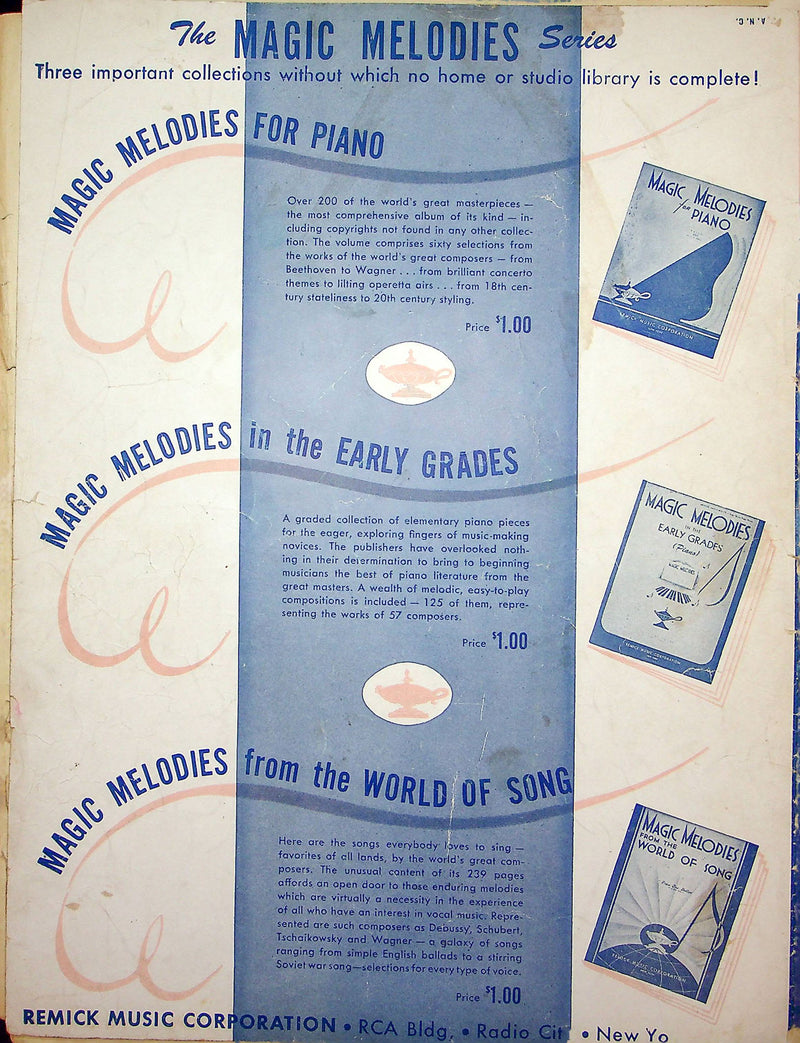 A. N. C.
The MAGIC MELODIES Series
Three important collections without which no home or studio library is complete!
MAGIC MELODIES FOR PIANO
Over 200 of the world's great masterpieces —
the most comprehensive album of its kind — in-
cluding copyrights not found in any other collec-
tion. The volume comprises sixty selections from
the works of the world's great composers — from
Beethoven to Wagner . . . from brilliant concerto
themes to lilting operetta airs . . . from 18th cen-
tury stateliness to 20th century styling.
Price $1.00
MAGIC MELODIES
for
PIANO
REMICK MUSIC CORPORATION
MAGIC MELODIES in the EARLY GRADES
A graded collection of elementary piano pieces
for the eager, exploring fingers of music-making
novices. The publishers have overlooked noth-
ing in their determination to bring to beginning
musicians the best of piano literature from the
great masters. A wealth of melodic, easy-to-play
compositions is included — 125 of them, repre-
senting the works of 57 composers.
Price $1.00
MAGIC MELODIES
IN THE
EARLY GRADES
(Piano)
MAGIC MELODIES
REMICK MUSIC CORPORATION
MAGIC MELODIES from the WORLD OF SONG
Here are the songs everybody loves to sing —
favorites of all lands, by the world's great com-
posers. The unusual content of its 239 pages
affords an open door to those enduring melodies
which are virtually a necessity in the experience
of all who have an interest in vocal music. Repre-
sented are such composers as Debussy, Schubert,
Tschaikowsky and Wagner — a galaxy of songs
ranging from simple English ballads to a stirring
Soviet war song—selections for every type of voice.
Price $1.00
MAGIC MELODIES
FROM THE
WORLD OF SONG
REMICK MUSIC CORPORATION
REMICK MUSIC CORPORATION • RCA Bldg. • Radio Cit • New Yo